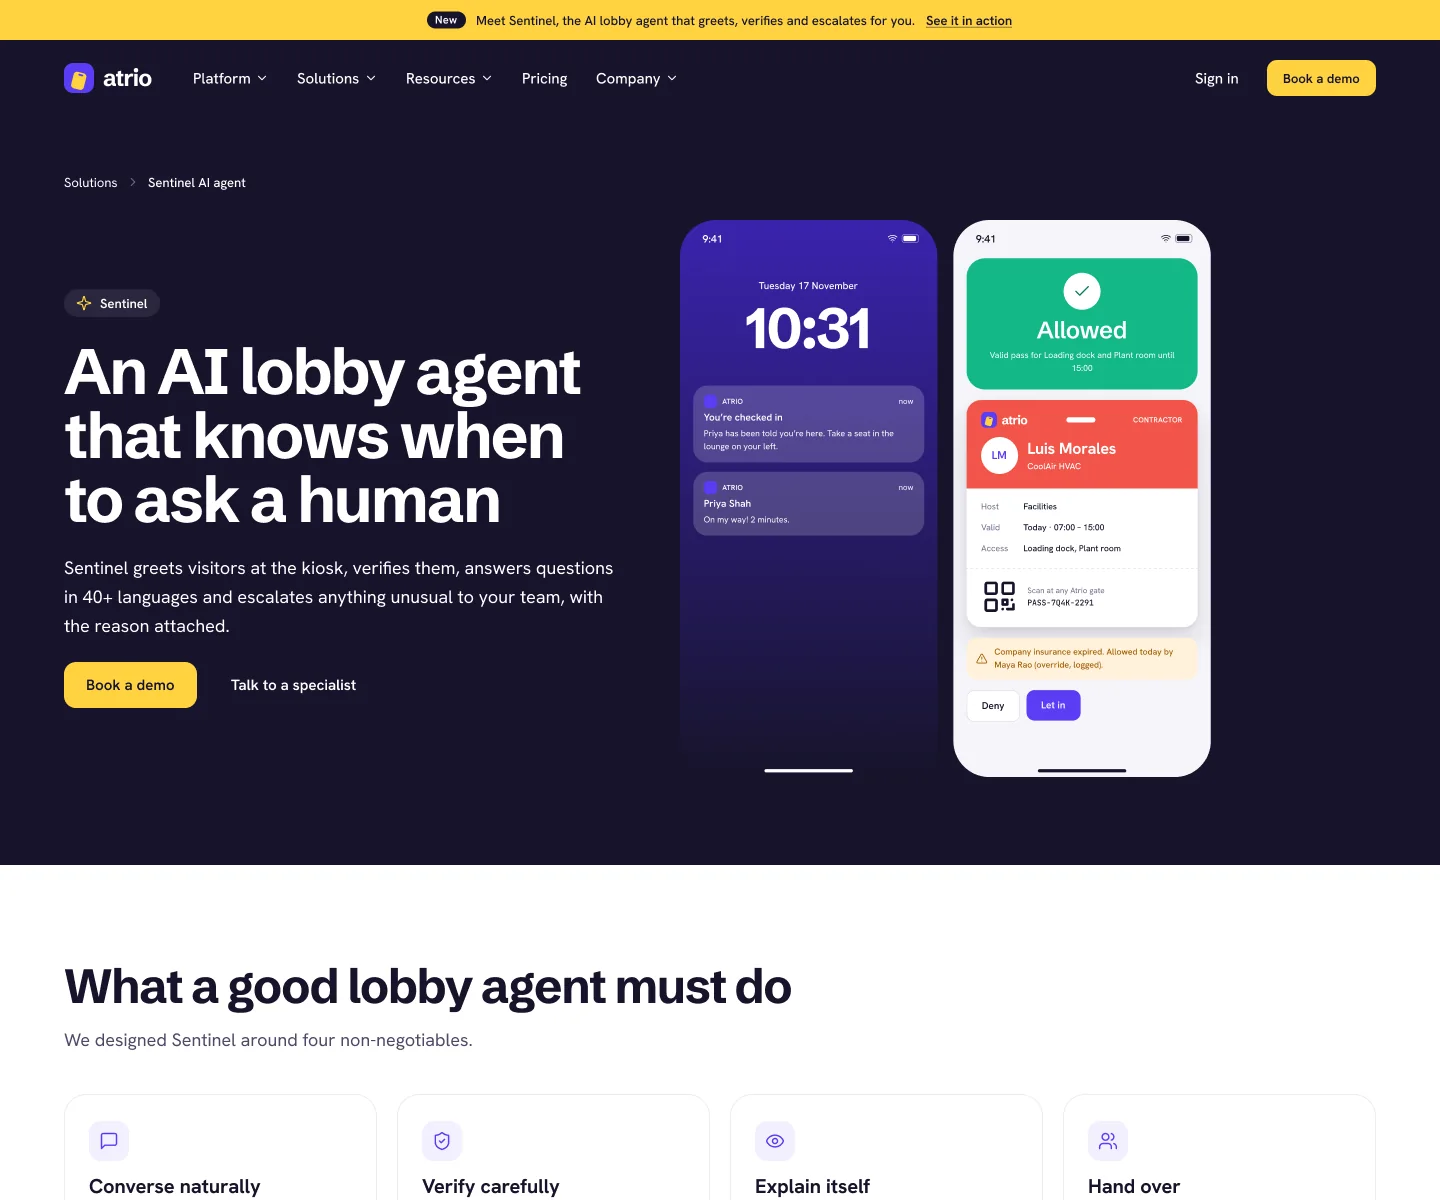 New Meet Sentinel, the AI lobby agent that greets, verifies and escalates for you. See it in action
atrio Platform Solutions Resources Pricing Company Sign in Book a demo
Solutions Sentinel AI agent
Sentinel
An AI lobby agent
that knows when
to ask a human
Sentinel greets visitors at the kiosk, verifies them, answers questions
in 40+ languages and escalates anything unusual to your team, with
the reason attached.
Book a demo Talk to a specialist
9:41
Tuesday 17 November
10:31
ATRIO now
You're checked in
Priya has been told you're here. Take a seat in the
lounge on your left.
ATRIO now
Priya Shah
On my way! 2 minutes.
9:41
Allowed
Valid pass for Loading dock and Plant room until
15:00
atrio CONTRACTOR
LM
Luis Morales
CoolAir HVAC
Host Facilities
Valid Today · 07:00 – 15:00
Access Loading dock, Plant room
Scan at any Atrio gate
PASS-7Q4K-2291
Company insurance expired. Allowed today by
Maya Rao (override, logged).
Deny Let in
What a good lobby agent must do
We designed Sentinel around four non-negotiables.
Converse naturally
Verify carefully
Explain itself
Hand over